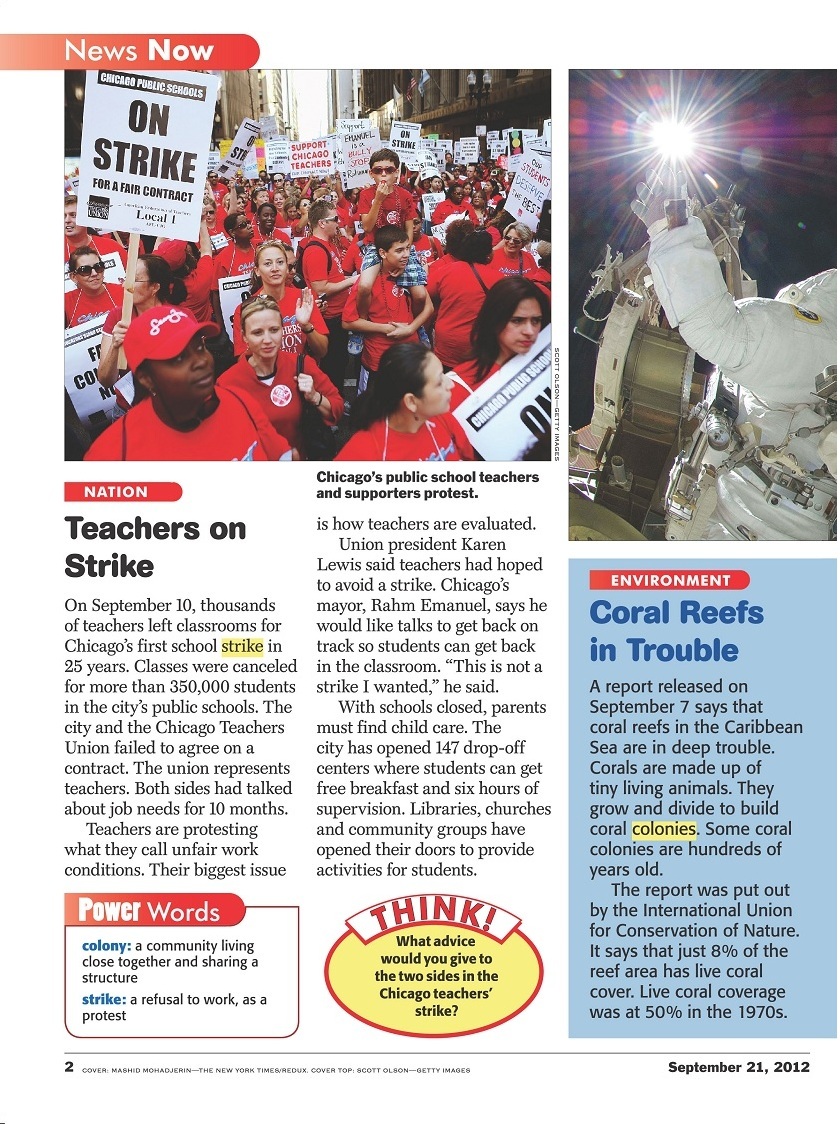 News Now
CHICAGO PUBLIC SCHOOLS
ON
STRIKE
FOR A FAIR CONTRACT
Local 1
SUPPORT
CHICAGO
TEACHERS
ON
STRIKE
EMANUEL
IS A
BULLY
STOP
OUR
STUDENTS
DESERVE
THE BEST
CHICAGO PUBLIC SCHOOLS
ON
SCOTT OLSON—GETTY IMAGES
Chicago's public school teachers
and supporters protest.
NATION
Teachers on
Strike
On September 10, thousands
of teachers left classrooms for
Chicago's first school strike in
25 years. Classes were canceled
for more than 350,000 students
in the city's public schools. The
city and the Chicago Teachers
Union failed to agree on a
contract. The union represents
teachers. Both sides had talked
about job needs for 10 months.
Teachers are protesting
what they call unfair work
conditions. Their biggest issue
is how teachers are evaluated.
Union president Karen
Lewis said teachers had hoped
to avoid a strike. Chicago's
mayor, Rahm Emanuel, says he
would like talks to get back on
track so students can get back
in the classroom. “This is not a
strike I wanted,” he said.
With schools closed, parents
must find child care. The
city has opened 147 drop-off
centers where students can get
free breakfast and six hours of
supervision. Libraries, churches
and community groups have
opened their doors to provide
activities for students.
Power Words
colony: a community living
close together and sharing a
structure
strike: a refusal to work, as a
protest
THINK!
What advice
would you give to
the two sides in the
Chicago teachers'
strike?
ENVIRONMENT
Coral Reefs
in Trouble
A report released on
September 7 says that
coral reefs in the Caribbean
Sea are in deep trouble.
Corals are made up of
tiny living animals. They
grow and divide to build
coral colonies. Some coral
colonies are hundreds of
years old.
The report was put out
by the International Union
for Conservation of Nature.
It says that just 8% of the
reef area has live coral
cover. Live coral coverage
was at 50% in the 1970s.
2 COVER: MASHID MOHADJERIN—THE NEW YORK TIMES/REDUX. COVER TOP: SCOTT OLSON—GETTY IMAGES
September 21, 2012